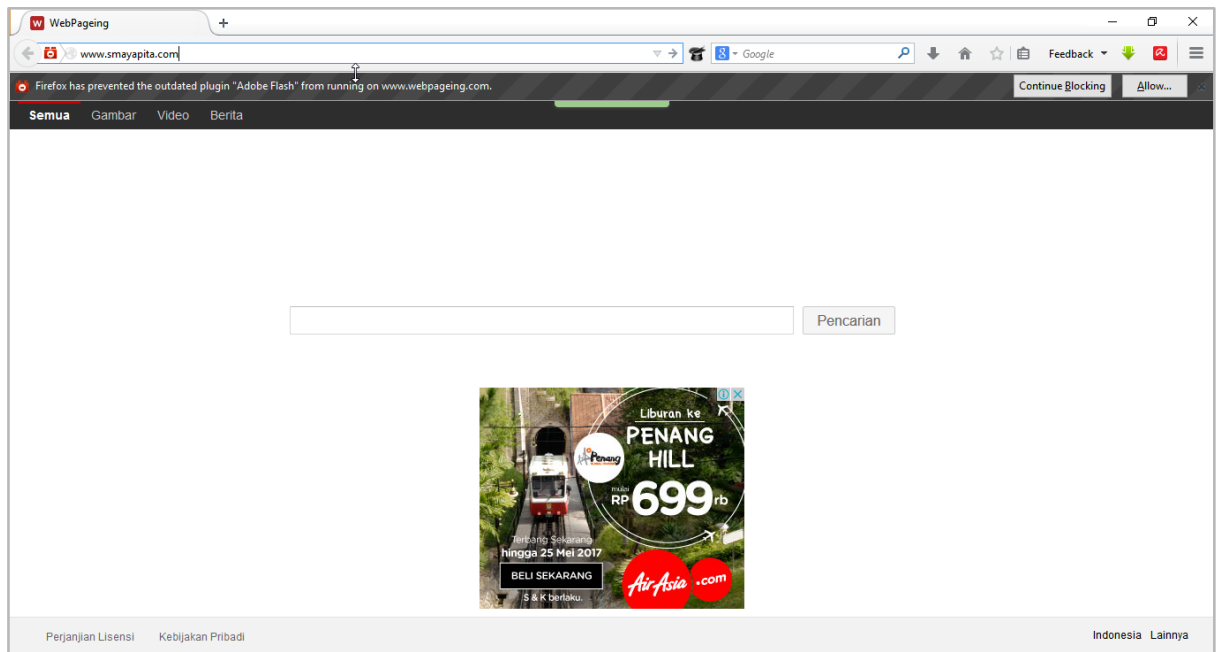 WebPageing
www.smayapita.com
Google
Feedback
Firefox has prevented the outdated plugin "Adobe Flash" from running on www.webpageing.com.
Continue Blocking
Allow...
Semua Gambar Video Berita
Pencarian
Liburan ke
PENANG
HILL
Penang
mulai
RP 699 rb
Terbang Sekarang
hingga 25 Mei 2017
BELI SEKARANG
S & K berlaku.
AirAsia.com
Perjanjian Lisensi Kebijakan Pribadi
Indonesia Lainnya